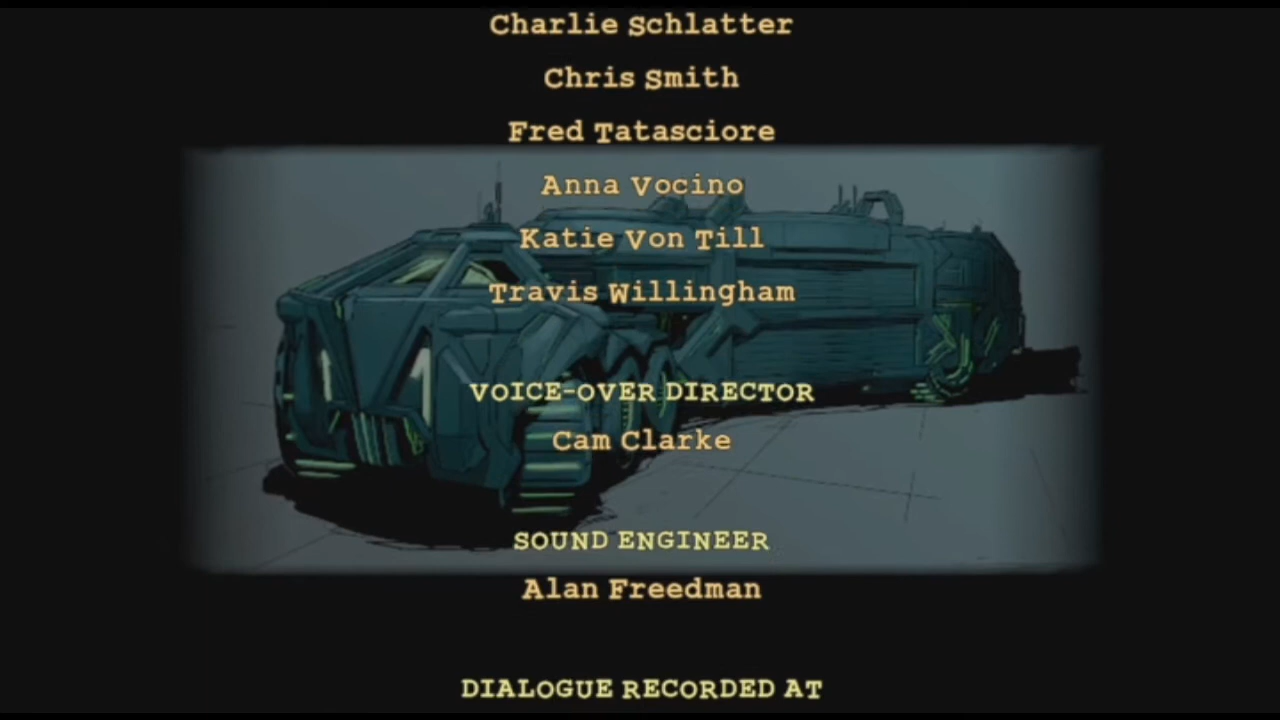 Charlie Schlatter
Chris Smith
Fred Tatasciore
Anna Vocino
Katie Von Till
Travis Willingham
VOICE-OVER DIRECTOR
Cam Clarke
SOUND ENGINEER
Alan Freedman
DIALOGUE RECORDED AT